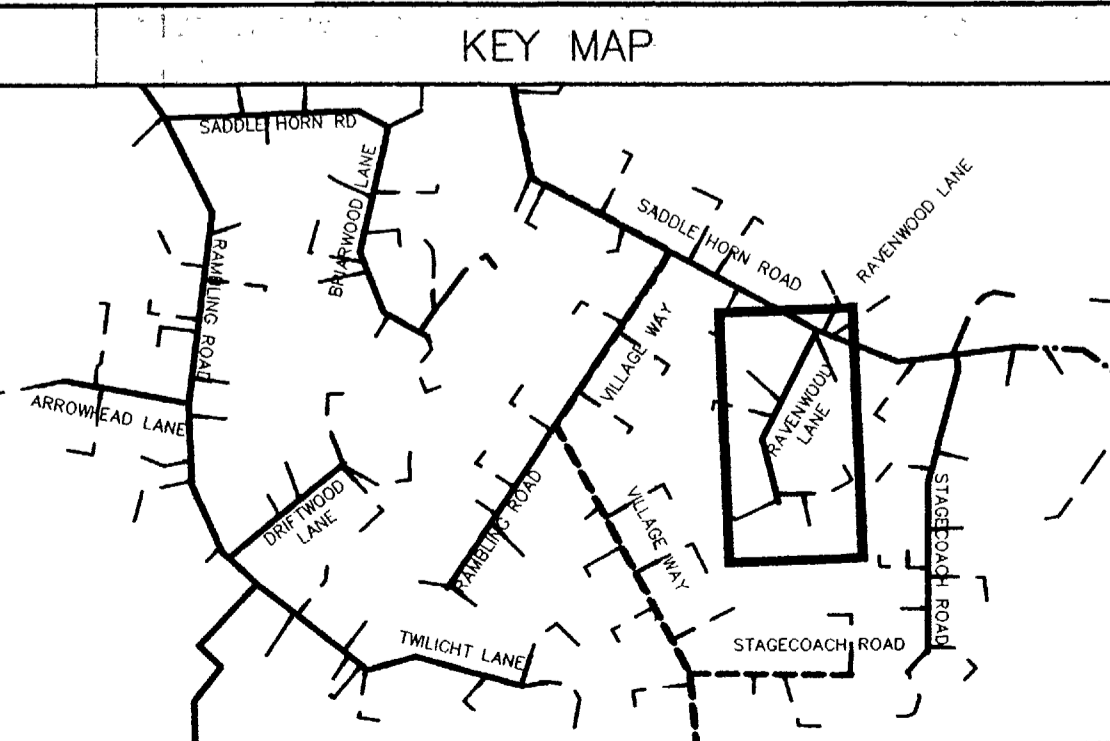 KEY MAP
SADDLE HORN RD
BRIARWOOD LANE
RAMBLING ROAD
ARROWHEAD LANE
DRIFTWOOD
LANE
TWILIGHT LANE
SADDLE HORN ROAD
RAVENWOOD LANE
VILLAGE WAY
RAVENWOOD
LANE
RAMBLING ROAD
VILLAGE WAY
STAGECOACH ROAD
STAGECOACH ROAD